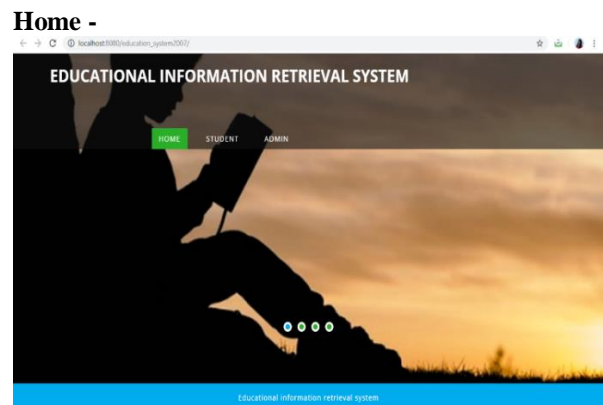 Home -
localhost:8080/education_system2007/
EDUCATIONAL INFORMATION RETRIEVAL SYSTEM
HOME STUDENT ADMIN
Educational information retrieval system